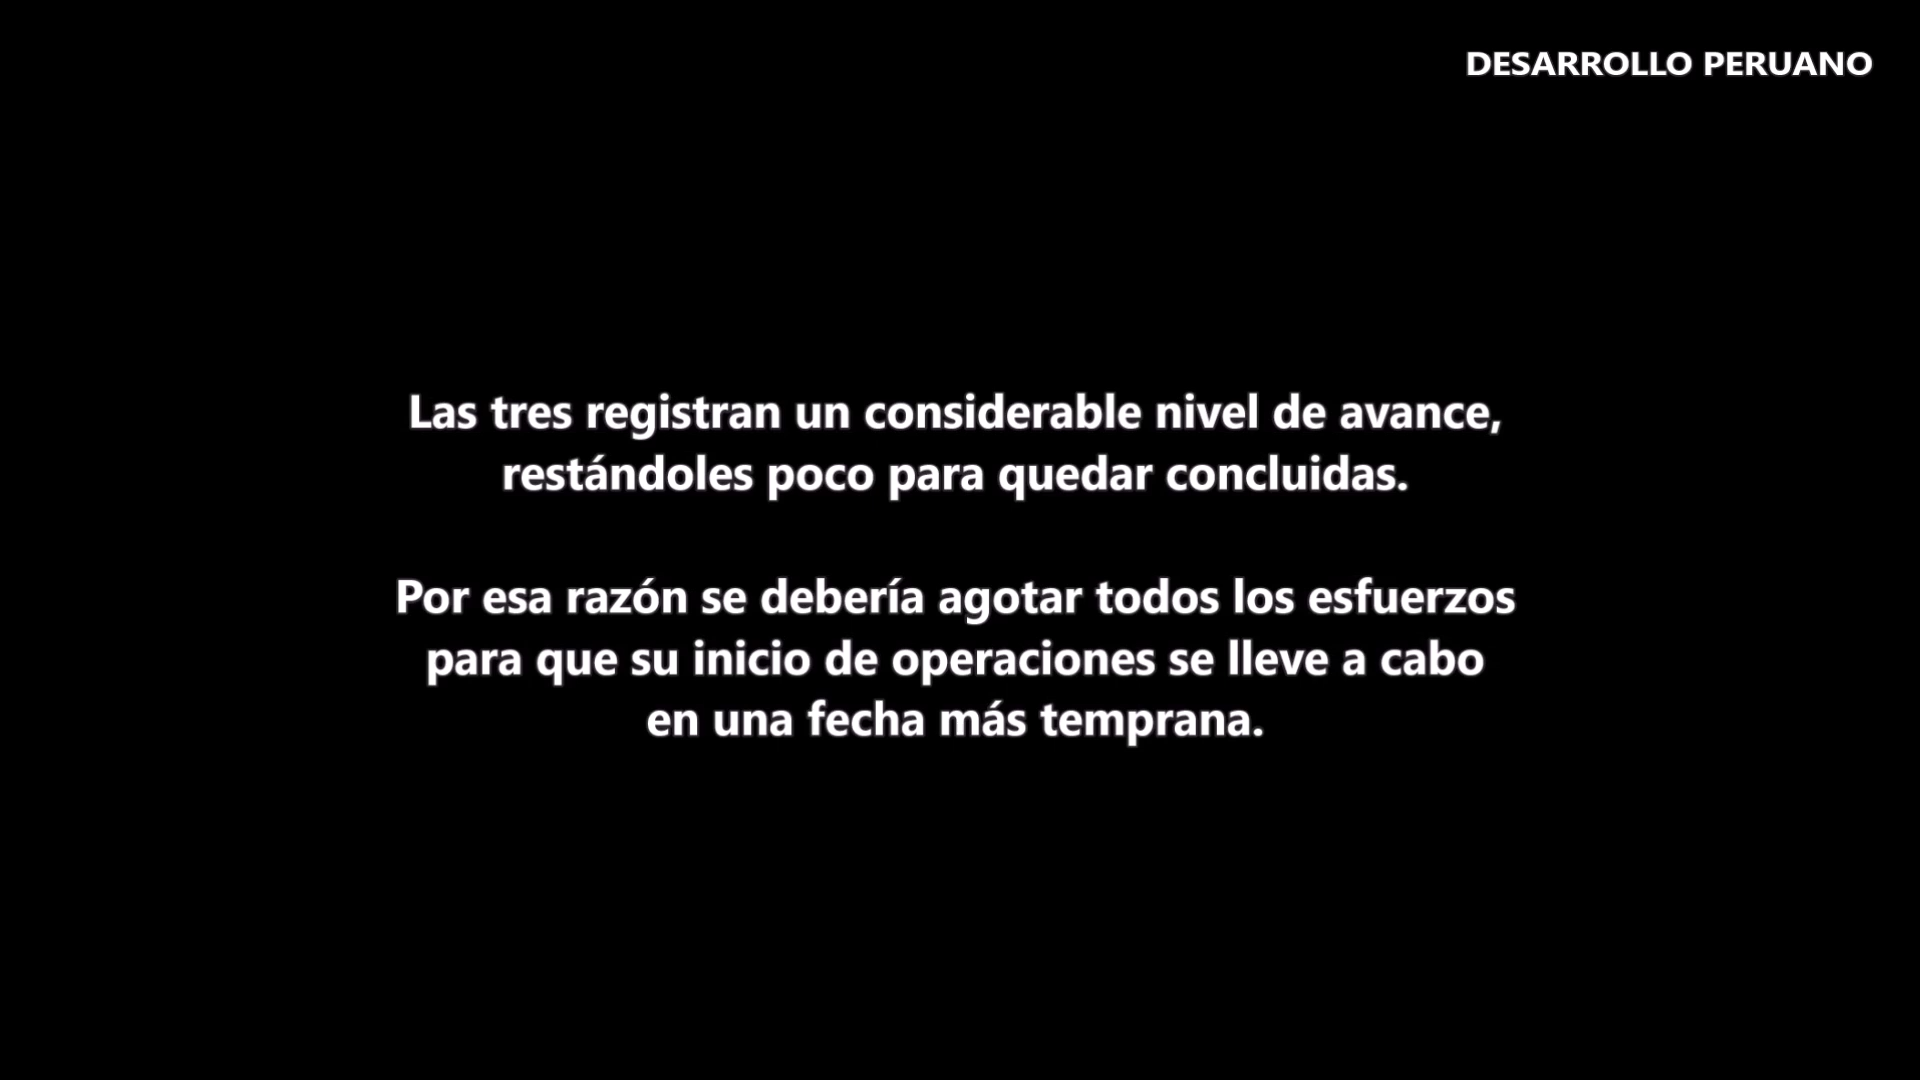 DESARROLLO PERUANO
Las tres registran un considerable nivel de avance,
restándoles poco para quedar concluidas.
Por esa razón se debería agotar todos los esfuerzos
para que su inicio de operaciones se lleve a cabo
en una fecha más temprana.